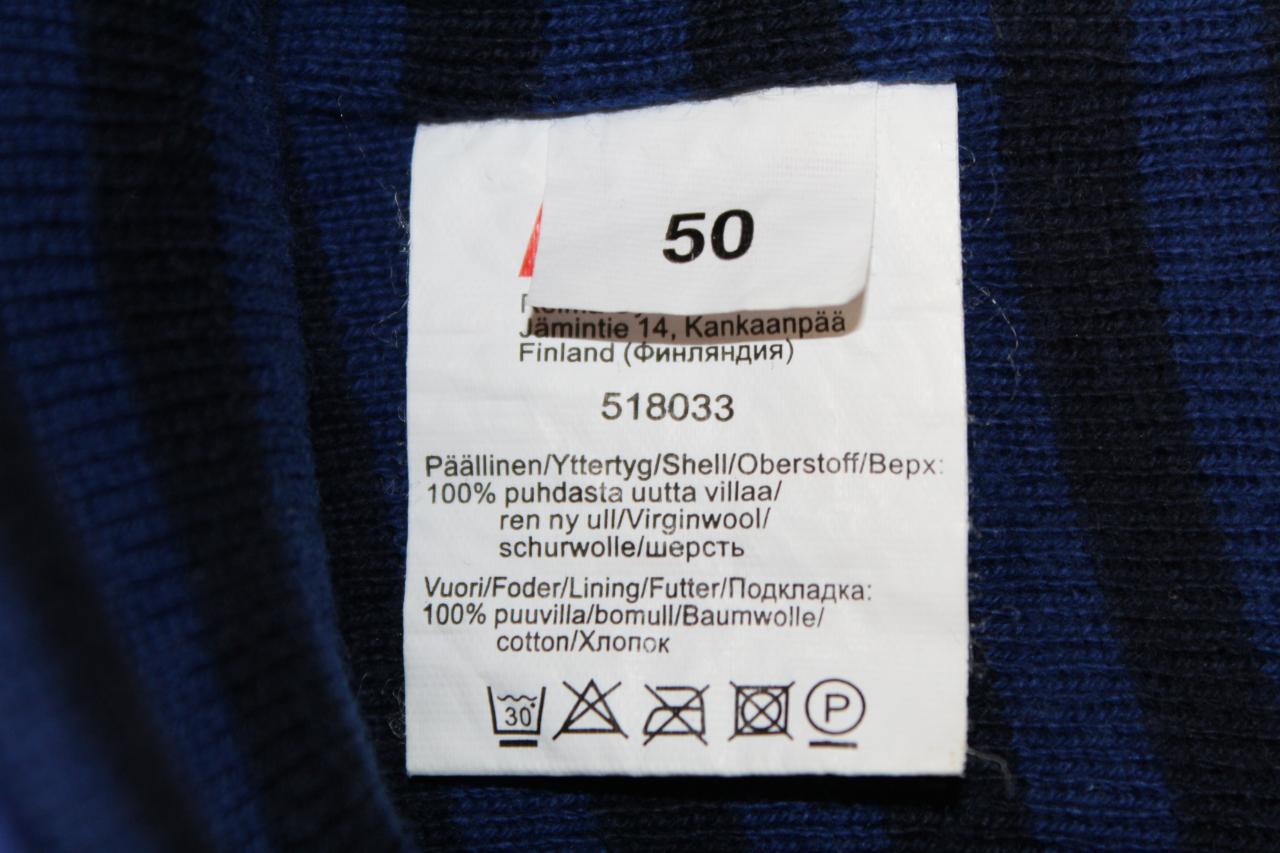 50
Jämintie 14, Kankaanpää
Finland (Финляндия)
518033
Päällinen/Yttertyg/Shell/Oberstoff/Верх:
100% puhdasta uutta villaa/
ren ny ull/Virginwool/
schurwolle/шерсть
Vuori/Foder/Lining/Futter/Подкладка:
100% puuvilla/bomull/Baumwolle/
cotton/Хлопок
30° P